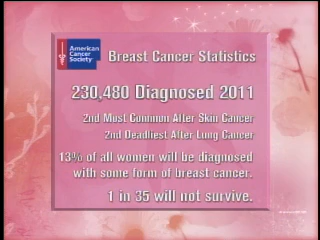 American
Cancer
Society
Breast Cancer Statistics
230,480 Diagnosed 2011
2nd Most Common After Skin Cancer
2nd Deadliest After Lung Cancer
13% of all women will be diagnosed
with some form of breast cancer.
1 in 35 will not survive.